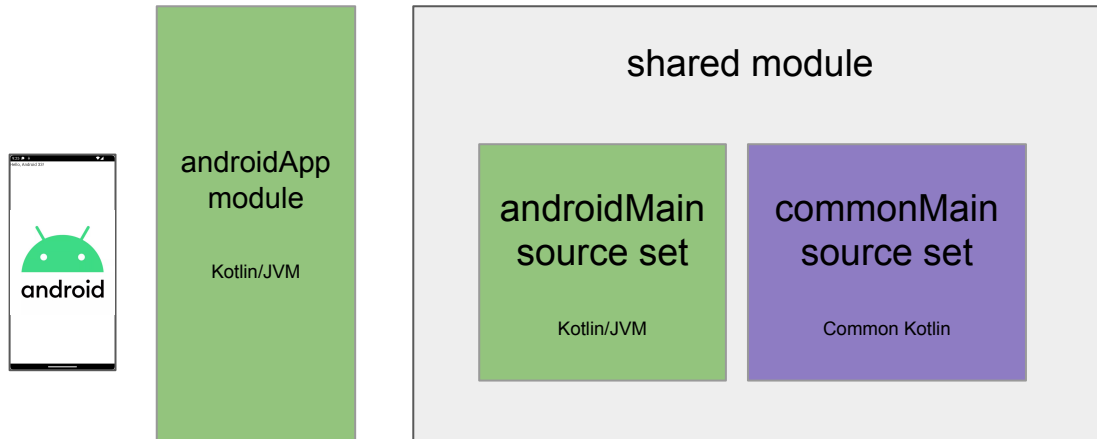 shared module
androidApp
module
Kotlin/JVM
androidMain
source set
Kotlin/JVM
commonMain
source set
Common Kotlin
android